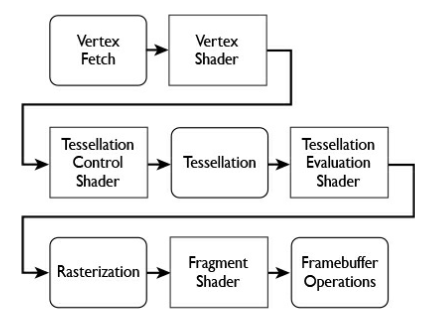 Vertex
Fetch
Vertex
Shader
Tessellation
Control
Shader
Tessellation
Tessellation
Evaluation
Shader
Rasterization
Fragment
Shader
Framebuffer
Operations